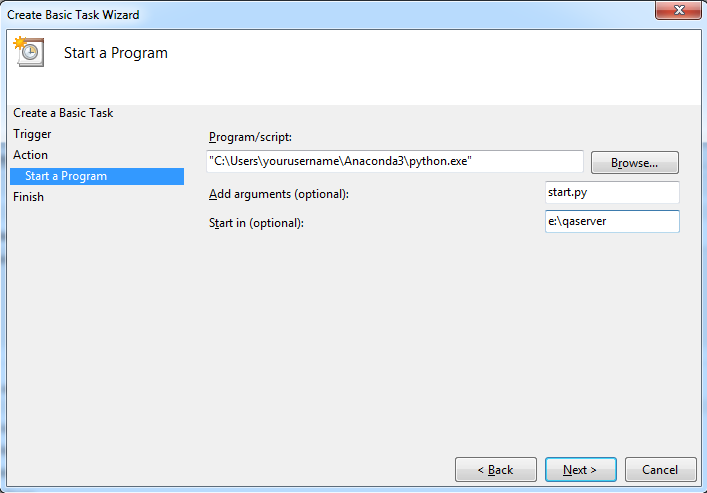 Create Basic Task Wizard
Start a Program
Create a Basic Task
Trigger
Action
Start a Program
Finish
Program/script:
"C:\Users\yourusername\Anaconda3\python.exe"
Browse...
Add arguments (optional):
start.py
Start in (optional):
e:\qaserver
< Back
Next >
Cancel